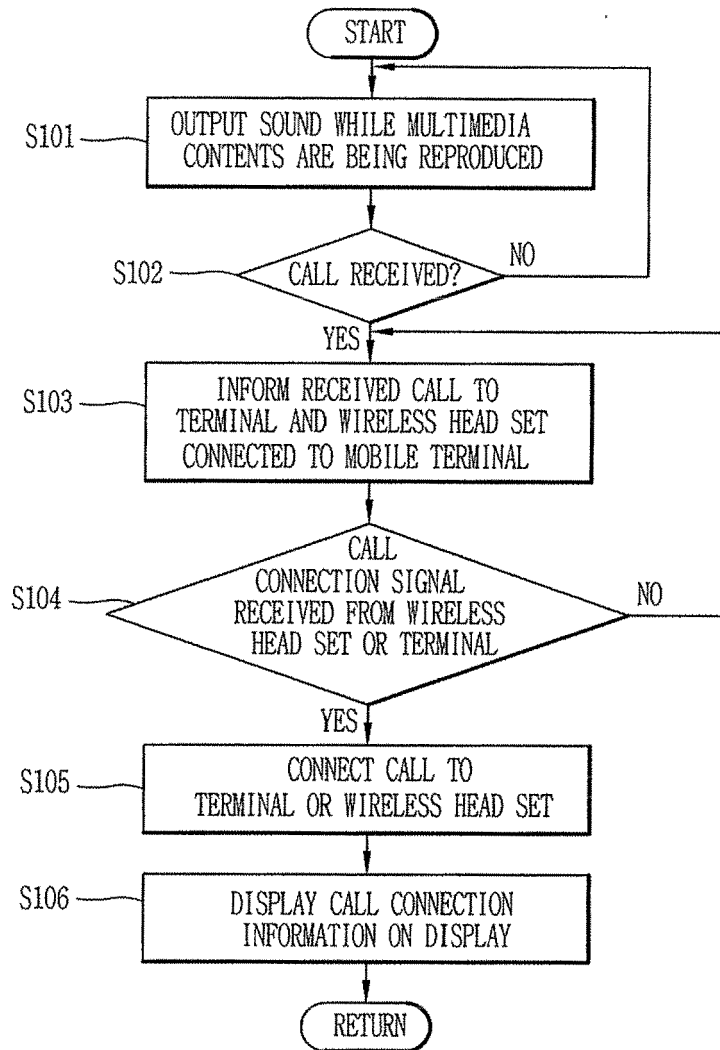 START
S101
OUTPUT SOUND WHILE MULTIMEDIA
CONTENTS ARE BEING REPRODUCED
S102
CALL RECEIVED?
NO
YES
S103
INFORM RECEIVED CALL TO
TERMINAL AND WIRELESS HEAD SET
CONNECTED TO MOBILE TERMINAL
S104
CALL
CONNECTION SIGNAL
RECEIVED FROM WIRELESS
HEAD SET OR TERMINAL
NO
YES
S105
CONNECT CALL TO
TERMINAL OR WIRELESS HEAD SET
S106
DISPLAY CALL CONNECTION
INFORMATION ON DISPLAY
RETURN